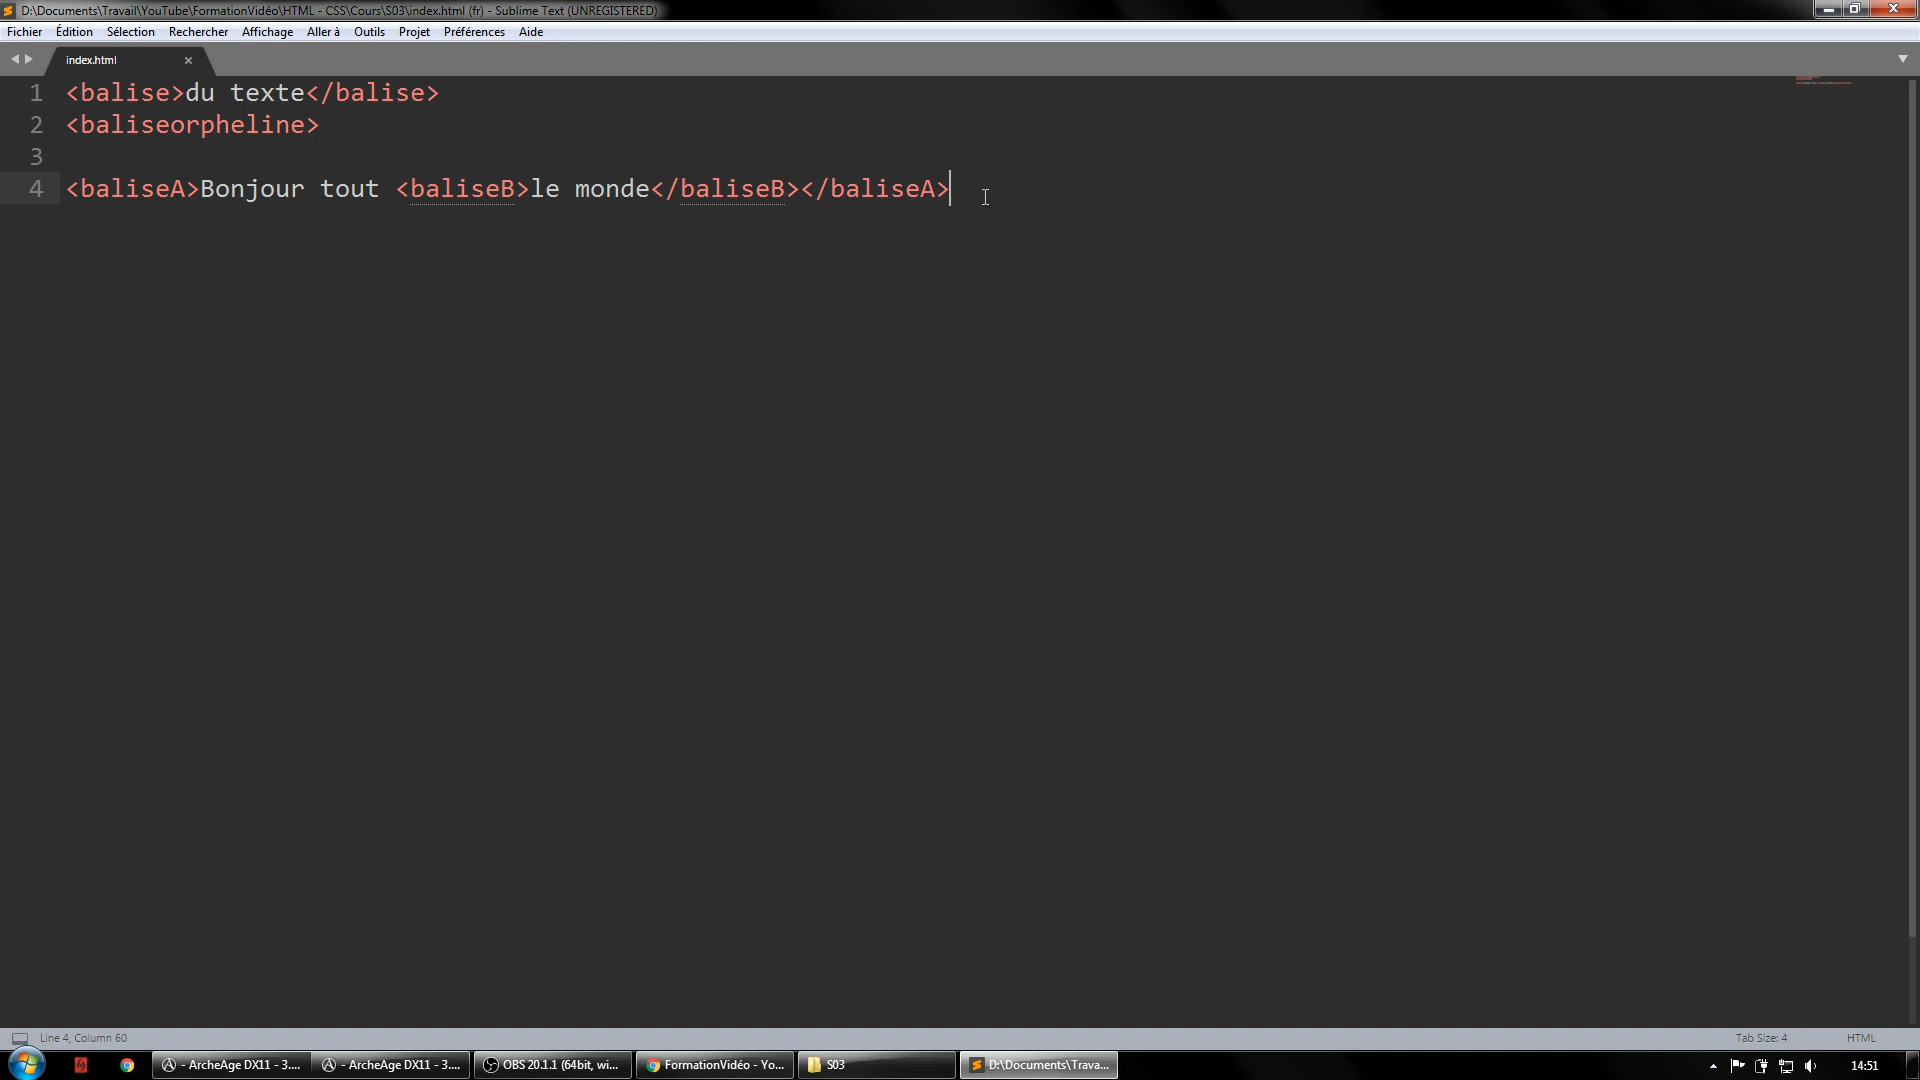 D:\Documents\Travail\YouTube\FormationVidéo\HTML - CSS\Cours\S03\index.html (fr) - Sublime Text (UNREGISTERED)
Fichier Édition Sélection Rechercher Affichage Aller à Outils Projet Préférences Aide
index.html
1 <balise>du texte</balise>
2 <baliseorpheline>
3
4 <baliseA>Bonjour tout <baliseB>le monde</baliseB></baliseA>
Line 4, Column 60 Tab Size: 4 HTML
- ArcheAge DX11 - 3.... - ArcheAge DX11 - 3.... OBS 20.1.1 (64bit, wi... FormationVidéo - Yo... S03 D:\Documents\Trava... 14:51